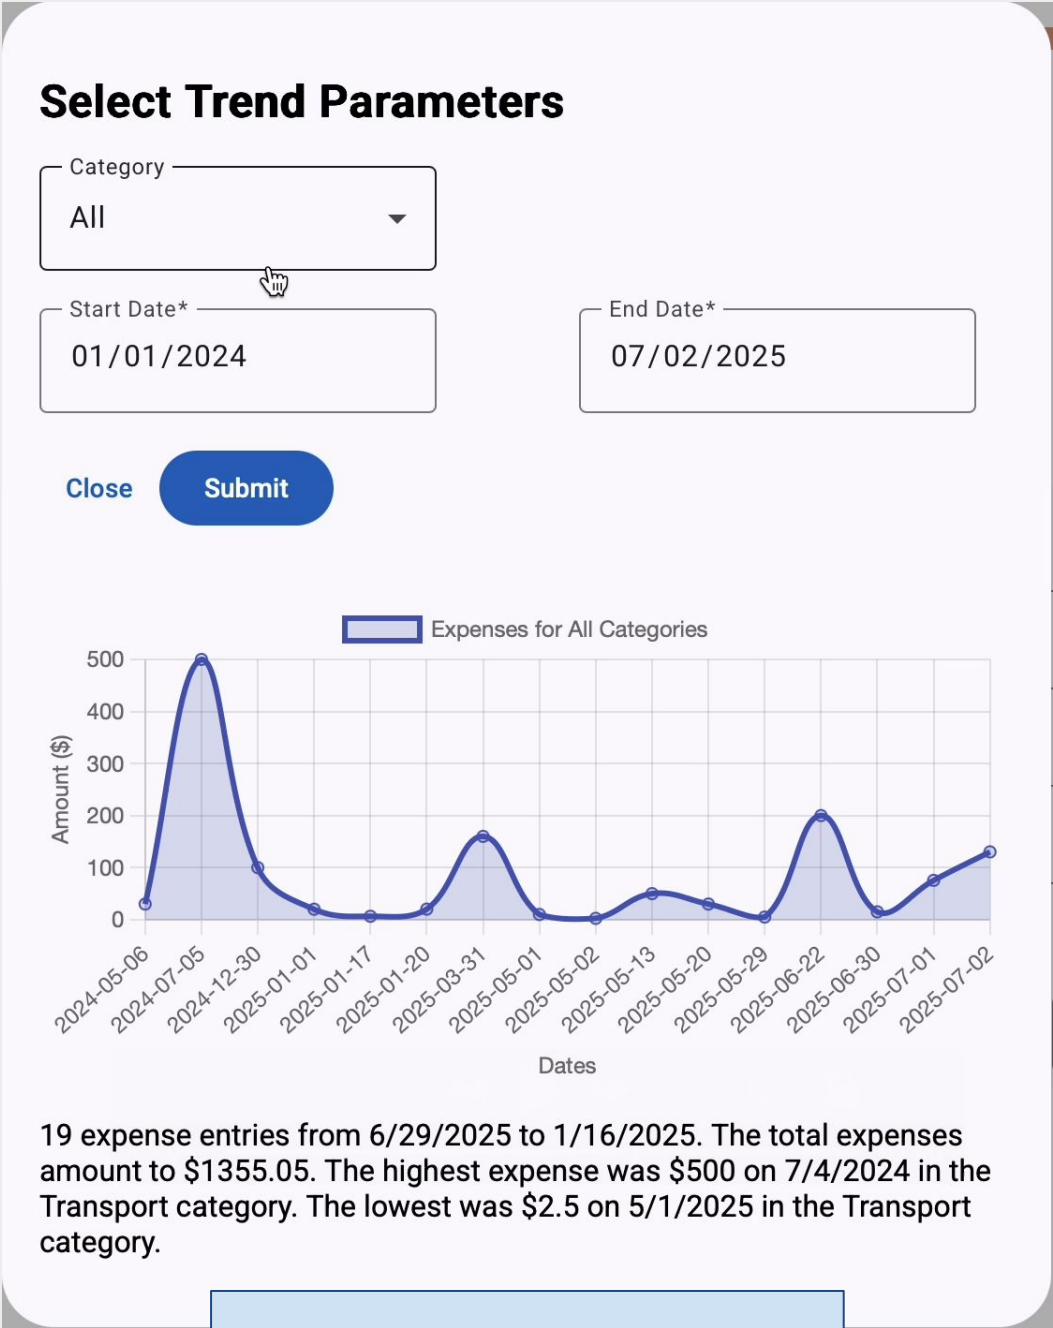 Select Trend Parameters
Category
All
Start Date*
End Date*
01/01/2024
07/02/2025
Close
Submit
Expenses for All Categories
500
400
300
200
100
0
Amount ($)
2024-05-06
2024-07-05
2024-12-30
2025-01-01
2025-01-17
2025-01-20
2025-03-31
2025-05-01
2025-05-02
2025-05-13
2025-05-20
2025-05-29
2025-06-22
2025-06-30
2025-07-01
2025-07-02
Dates
19 expense entries from 6/29/2025 to 1/16/2025. The total expenses
amount to $1355.05. The highest expense was $500 on 7/4/2024 in the
Transport category. The lowest was $2.5 on 5/1/2025 in the Transport
category.